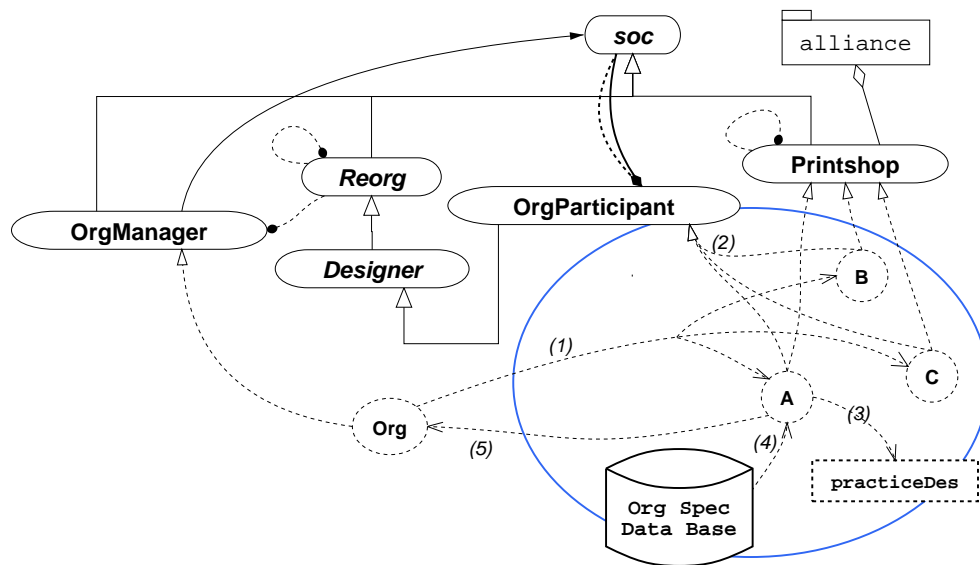 soc
alliance
Printshop
Reorg
OrgParticipant
OrgManager
(2)
Designer
B
(1)
C
A
(3)
Org
(4)
(5)
practiceDes
Org Spec
Data Base